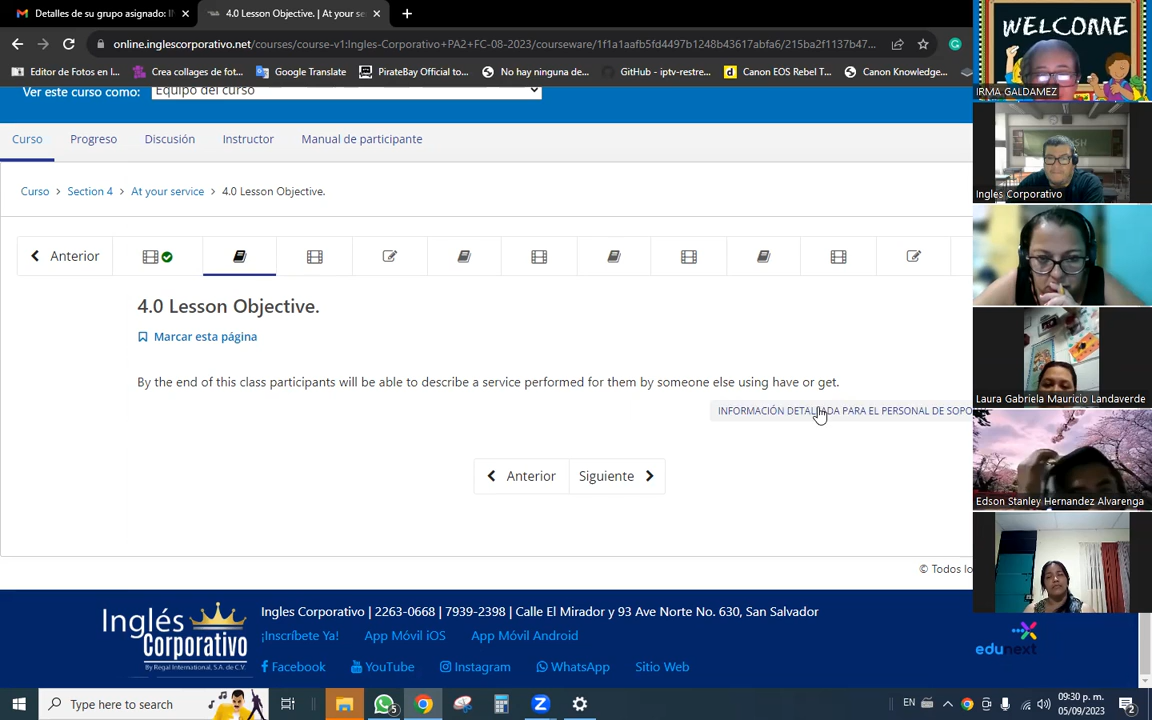 Detalles de su grupo asignado: I
4.0 Lesson Objective. | At your se
online.inglescorporativo.net/courses/course-v1:Ingles-Corporativo+PA2+FC-08-2023/courseware/1f1a1aafb5fd4497b1248b43617abfa6/215ba2f1137b47...
Editor de Fotos en l...
Crea collages de fot...
Google Translate
PirateBay Official to...
No hay ninguna de...
GitHub - iptv-restre...
Canon EOS Rebel T...
Canon Knowledge...
Ver este curso como:
Equipo del curso
Curso
Progreso
Discusión
Instructor
Manual de participante
Curso > Section 4 > At your service > 4.0 Lesson Objective.
Anterior
4.0 Lesson Objective.
Marcar esta página
By the end of this class participants will be able to describe a service performed for them by someone else using have or get.
INFORMACIÓN DETALLADA PARA EL PERSONAL DE SOPO
Anterior
Siguiente
© Todos lo
Inglés Corporativo
By Regal International, S.A. de C.V.
Ingles Corporativo | 2263-0668 | 7939-2398 | Calle El Mirador y 93 Ave Norte No. 630, San Salvador
¡Inscríbete Ya!
App Móvil iOS
App Móvil Android
Facebook
YouTube
Instagram
WhatsApp
Sitio Web
edunext
WELCOME
IRMA GALDAMEZ
Ingles Corporativo
Laura Gabriela Mauricio Landaverde
Edson Stanley Hernandez Alvarenga
Type here to search
5
EN
09:30 p. m.
05/09/2023
2